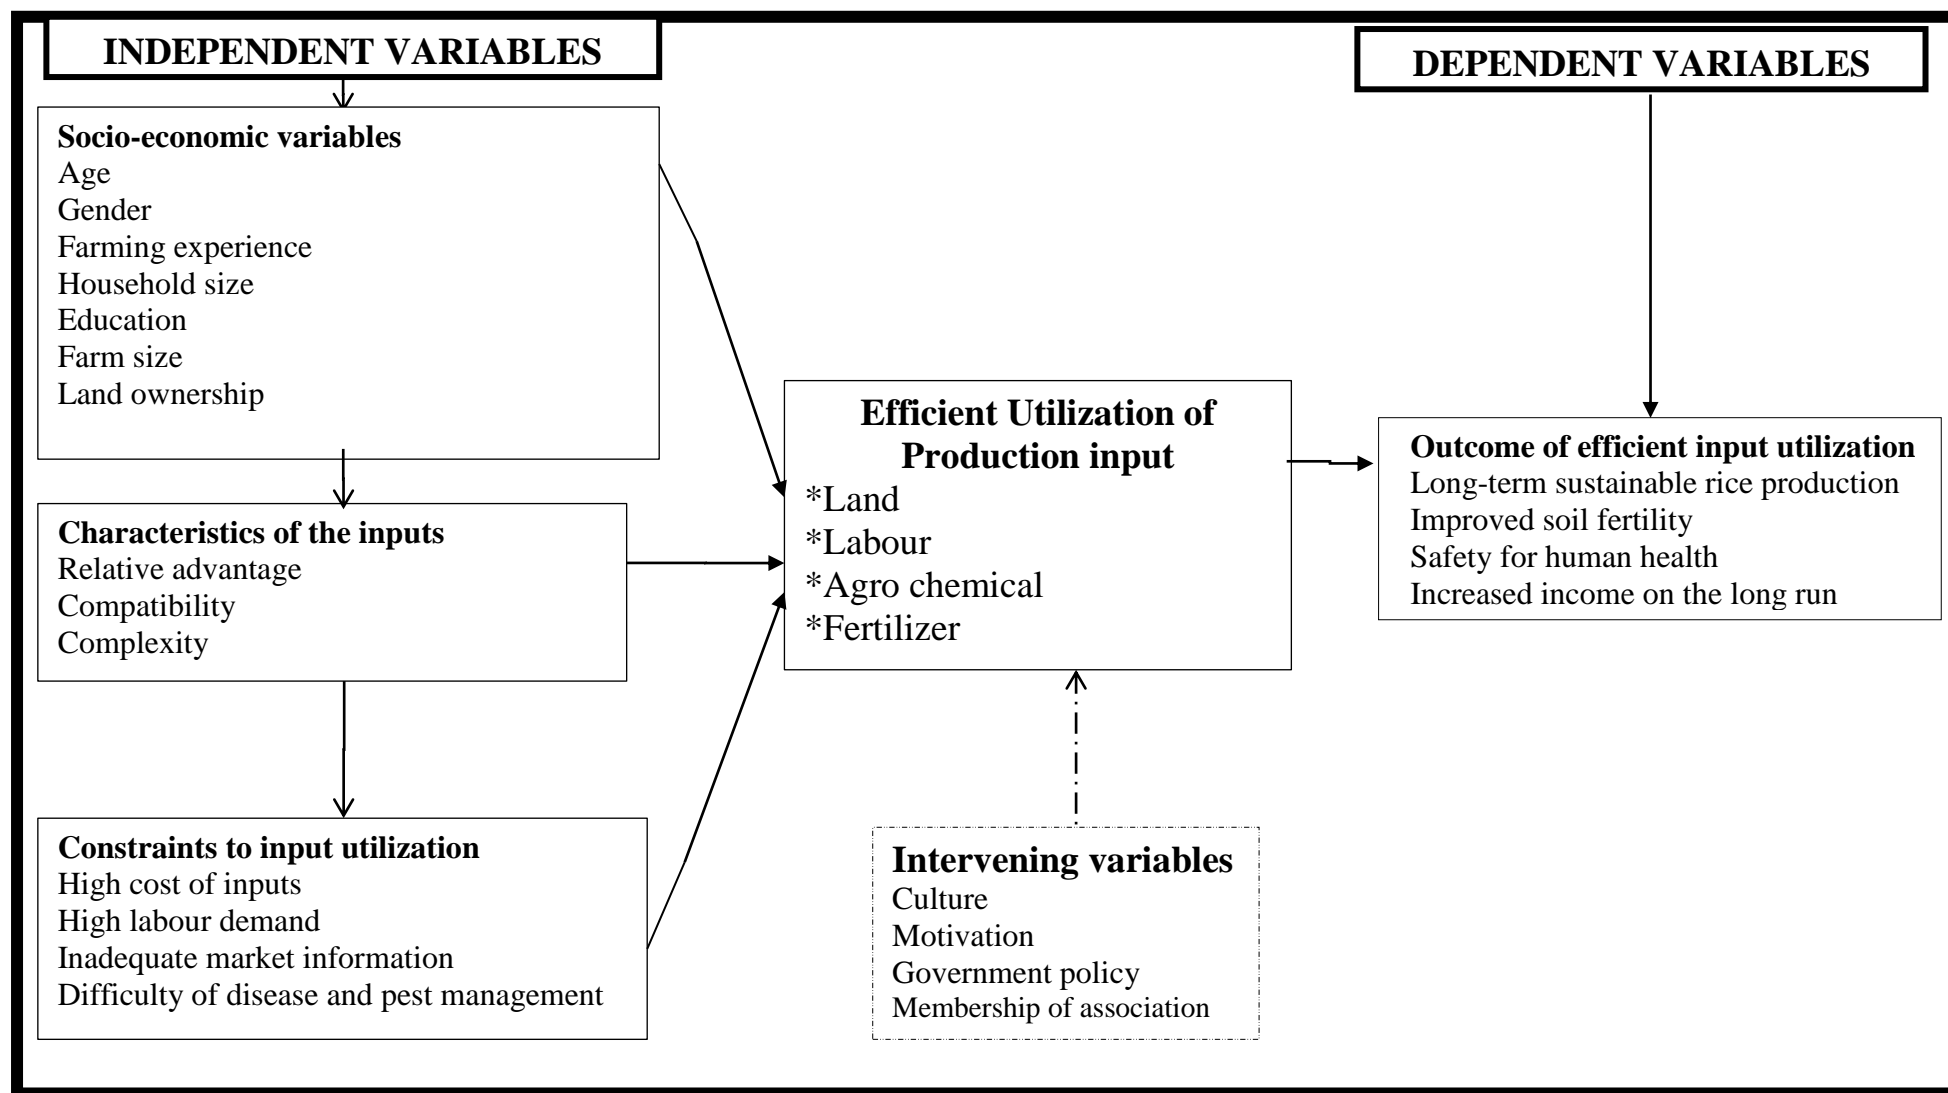 INDEPENDENT VARIABLES
DEPENDENT VARIABLES
Socio-economic variables
Age
Gender
Farming experience
Household size
Education
Farm size
Land ownership
Characteristics of the inputs
Relative advantage
Compatibility
Complexity
Constraints to input utilization
High cost of inputs
High labour demand
Inadequate market information
Difficulty of disease and pest management
Efficient Utilization of
Production input
*Land
*Labour
*Agro chemical
*Fertilizer
Intervening variables
Culture
Motivation
Government policy
Membership of association
Outcome of efficient input utilization
Long-term sustainable rice production
Improved soil fertility
Safety for human health
Increased income on the long run